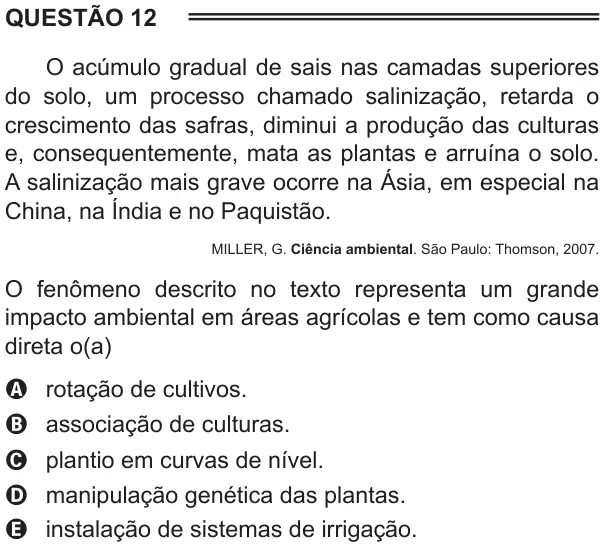 QUESTÃO 12
O acúmulo gradual de sais nas camadas superiores
do solo, um processo chamado salinização, retarda o
crescimento das safras, diminui a produção das culturas
e, consequentemente, mata as plantas e arruína o solo.
A salinização mais grave ocorre na Ásia, em especial na
China, na Índia e no Paquistão.
MILLER, G. Ciência ambiental. São Paulo: Thomson, 2007.
O fenômeno descrito no texto representa um grande
impacto ambiental em áreas agrícolas e tem como causa
direta o(a)
A rotação de cultivos.
B associação de culturas.
C plantio em curvas de nível.
D manipulação genética das plantas.
E instalação de sistemas de irrigação.